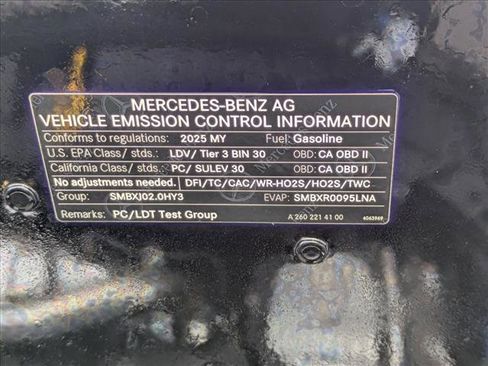 MERCEDES-BENZ AG
VEHICLE EMISSION CONTROL INFORMATION
Conforms to regulations: 2025 MY Fuel: Gasoline
U.S. EPA Class/ stds.: LDV/ Tier 3 BIN 30 OBD: CA OBD II
California Class/ stds.: PC/ SULEV 30 OBD: CA OBD II
No adjustments needed. DFI/TC/CAC/WR-HO2S/HO2S/TWC
Group: SMBXJ02.0HY3 EVAP: SMBXR0095LNA
Remarks: PC/LDT Test Group A 260 221 41 00